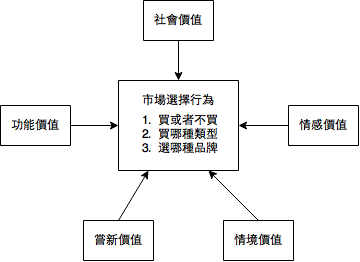 社會價值
市場選擇行為
1. 買或者不買
2. 買哪種類型
3. 選哪種品牌
功能價值
情感價值
嘗新價值
情境價值